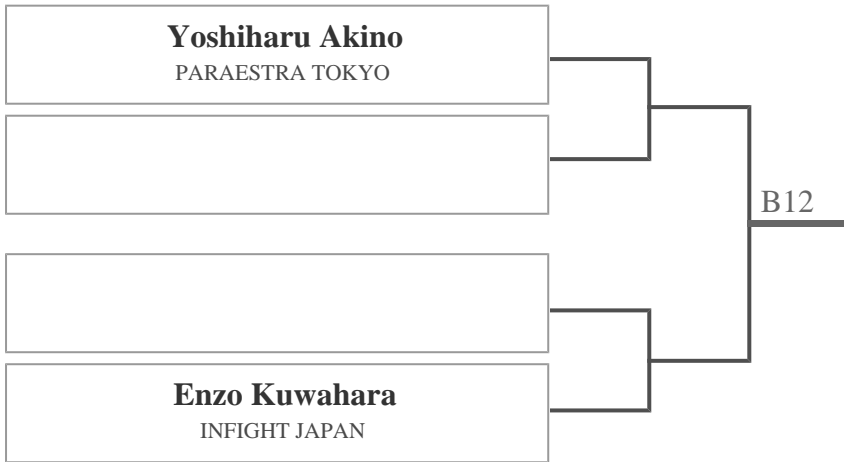 Yoshiharu Akino
PARAESTRA TOKYO
B12
Enzo Kuwahara
INFIGHT JAPAN